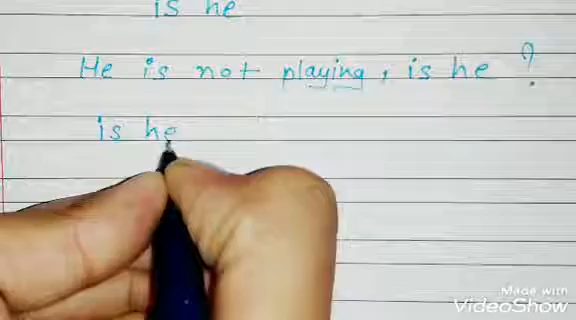 is he
He is not playing, is he ?
is he
Made with
VideoShow